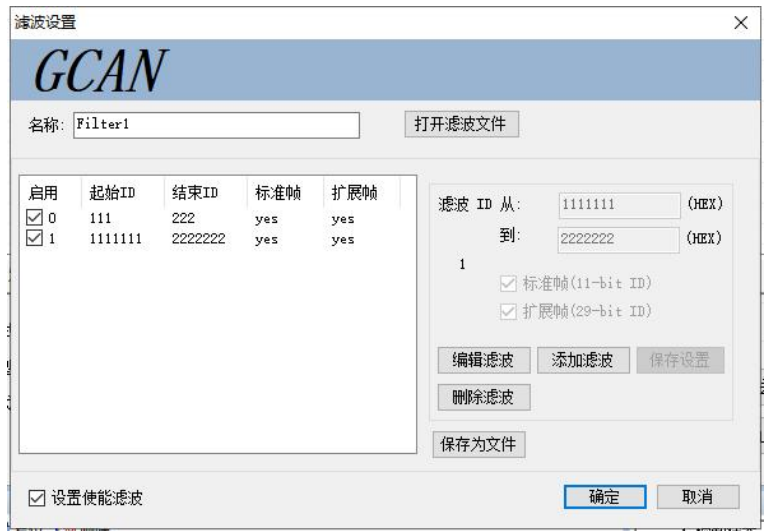 滤波设置
GCAN
名称: Filter1 打开滤波文件
启用 起始ID 结束ID 标准帧 扩展帧
0 111 222 yes yes
1 1111111 2222222 yes yes
滤波 ID 从: 1111111 (HEX)
到: 2222222 (HEX)
1
标准帧(11-bit ID)
扩展帧(29-bit ID)
编辑滤波 添加滤波 保存设置
删除滤波
保存为文件
设置使能滤波 确定 取消